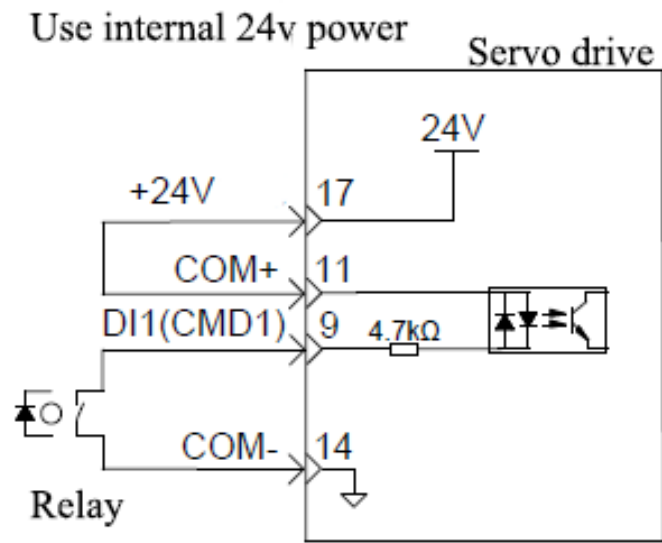 Use internal 24v power
Servo drive
24V
+24V
17
COM+
11
DI1(CMD1)
9
4.7kΩ
COM-
14
Relay